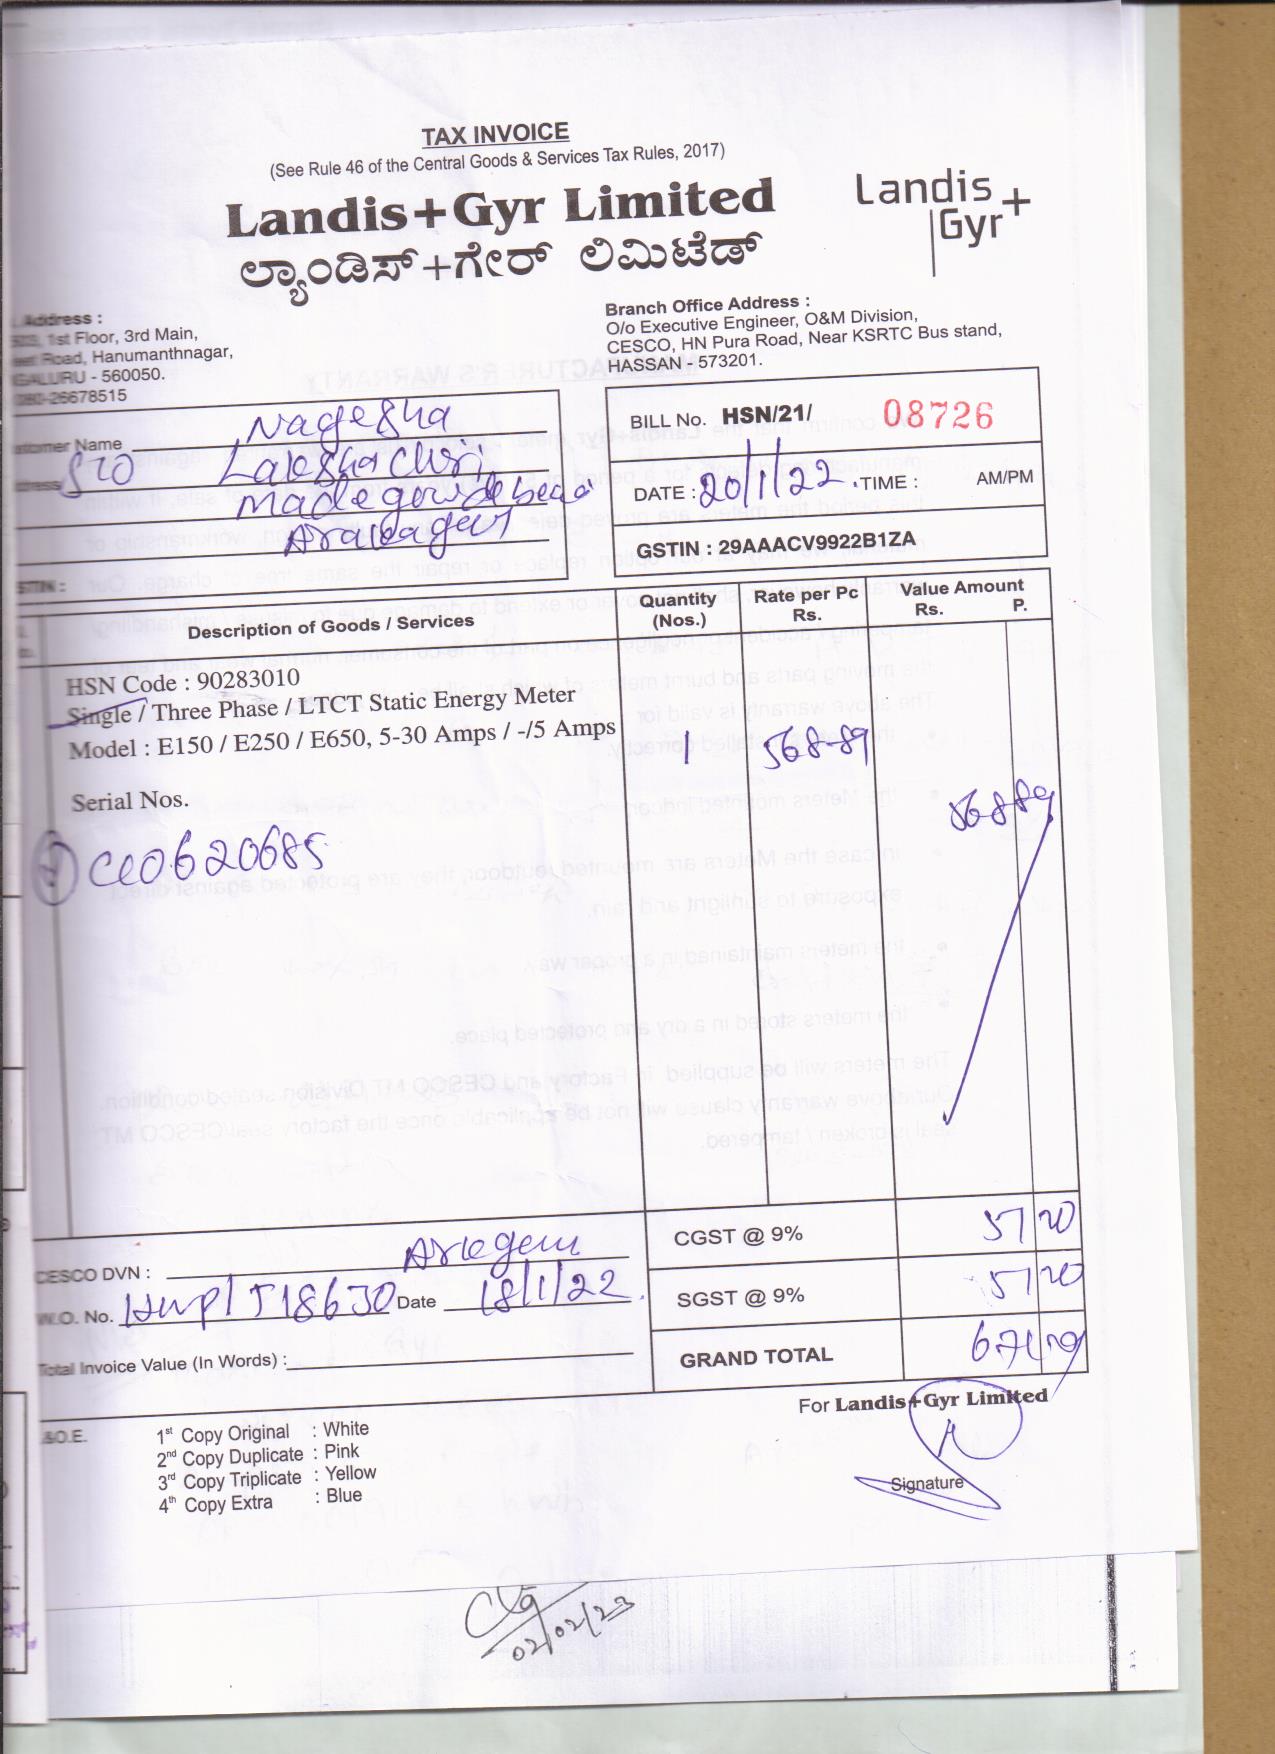 TAX INVOICE
(See Rule 46 of the Central Goods & Services Tax Rules, 2017)
Landis+Gyr Limited
ಲ್ಯಾಂಡಿಸ್+ಗೇರ್ ಲಿಮಿಟೆಡ್
Landis
Gyr+
Address :
1st Floor, 3rd Main,
Road, Hanumanthnagar,
- 560050.
080-26678515
Branch Office Address :
O/o Executive Engineer, O&M Division,
CESCO, HN Pura Road, Near KSRTC Bus stand,
HASSAN - 573201.
Customer Name Nagesha
S/O
BILL No. HSN/21/ 08726
DATE : 20/1/22. TIME : AM/PM
GSTIN : 29AAACV9922B1ZA
GSTIN :
Description of Goods / Services
Quantity (Nos.)
Rate per Pc Rs.
Value Amount Rs. P.
HSN Code : 90283010
Single / Three Phase / LTCT Static Energy Meter
Model : E150 / E250 / E650, 5-30 Amps / -/5 Amps
1 568-89 568 89
Serial Nos.
CGST @ 9% 51 20
SGST @ 9% 51 20
GRAND TOTAL
CESCO DVN :
W.O. No. Date 18/1/22.
Total Invoice Value (In Words) :
For Landis+Gyr Limited
Signature
&O.E.
1st Copy Original : White
2nd Copy Duplicate : Pink
3rd Copy Triplicate : Yellow
4th Copy Extra : Blue
02/02/23